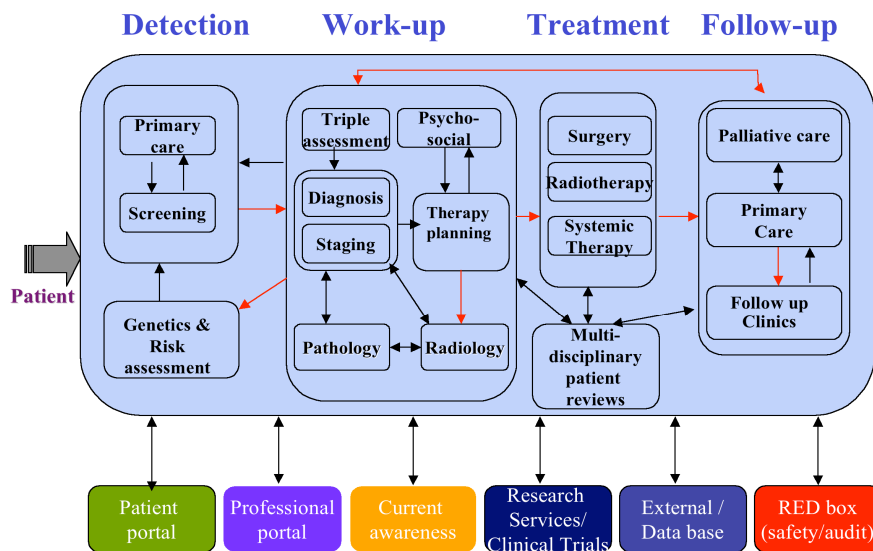 Detection
Work-up
Treatment
Follow-up
Patient
Primary
care
Screening
Genetics &
Risk
assessment
Triple
assessment
Psycho-
social
Diagnosis
Staging
Therapy
planning
Pathology
Radiology
Surgery
Radiotherapy
Systemic
Therapy
Multi-
disciplinary
patient
reviews
Palliative care
Primary
Care
Follow up
Clinics
Patient
portal
Professional
portal
Current
awareness
Research
Services/
Clinical Trials
External /
Data base
RED box
(safety/audit)